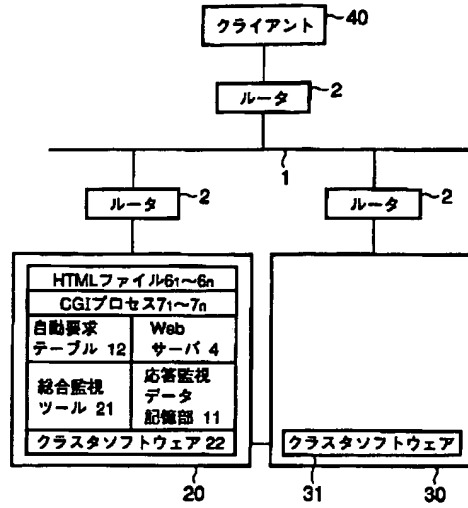 クライアント 40
ルータ 2
1
ルータ 2
ルータ 2
HTMLファイル6₁～6ₙ
CGIプロセス7₁～7ₙ
自動要求
テーブル 12
Web
サーバ 4
総合監視
ツール 21
応答監視
データ
記憶部 11
クラスタソフトウェア 22
クラスタソフトウェア
20
31
30